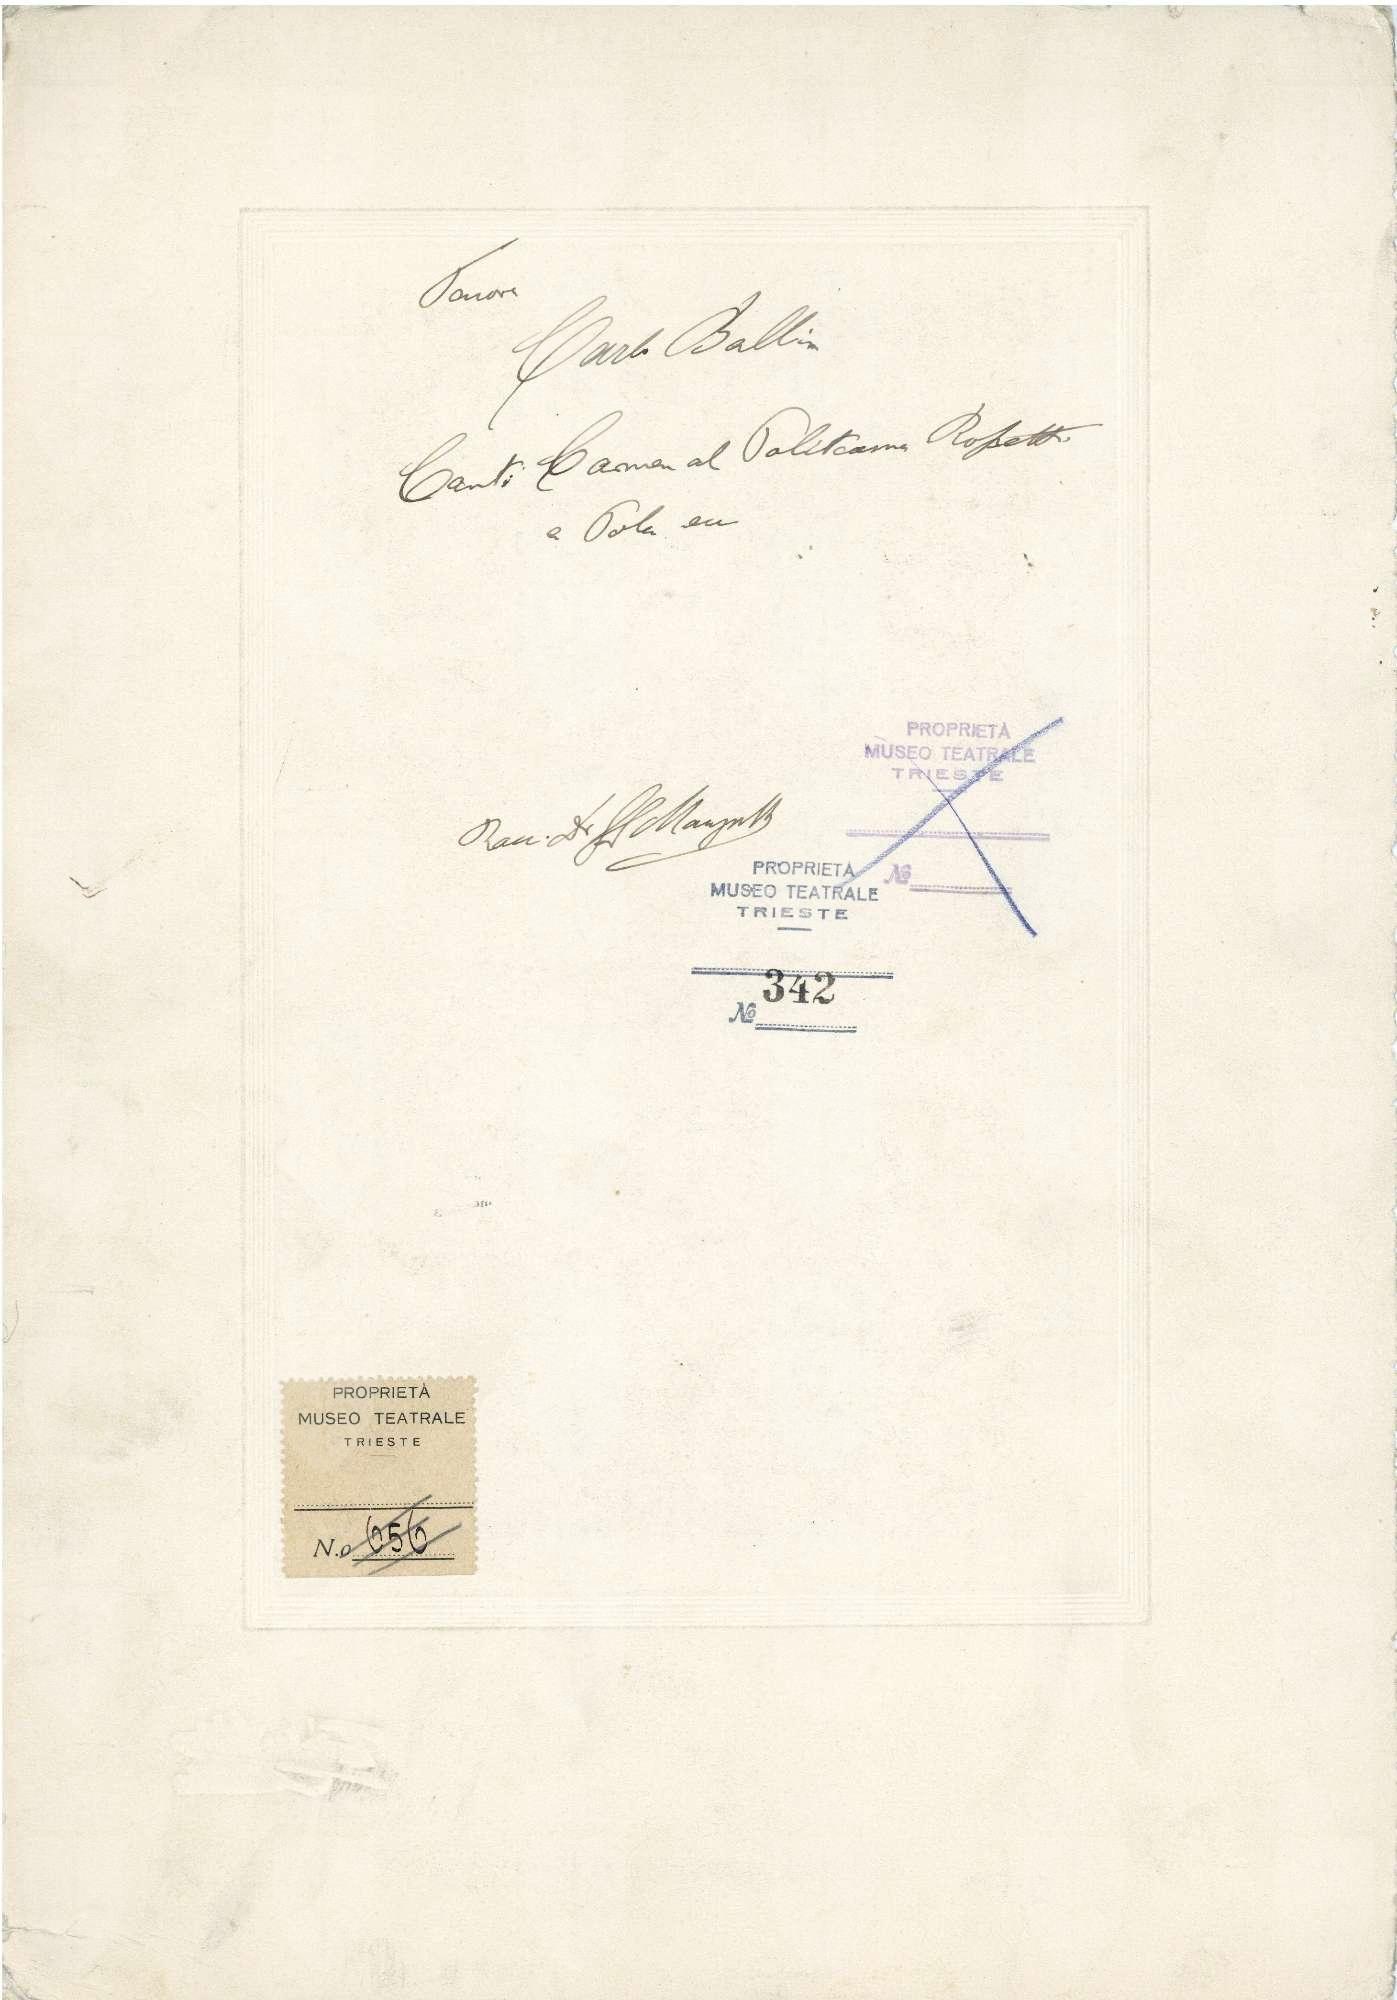 Tenore
Carlo Ballin
Cantò Carmen al Politeama Rossetti
e Pola ecc
PROPRIETÀ
MUSEO TEATRALE
TRIESTE
No
Racc. Dr
PROPRIETÀ
MUSEO TEATRALE
TRIESTE
342
No
PROPRIETÀ
MUSEO TEATRALE
TRIESTE
N.o 656